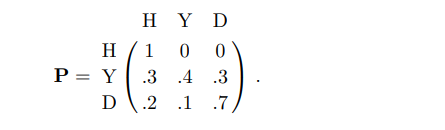 H Y D
H 1 0 0
P = Y .3 .4 .3 .
D .2 .1 .7